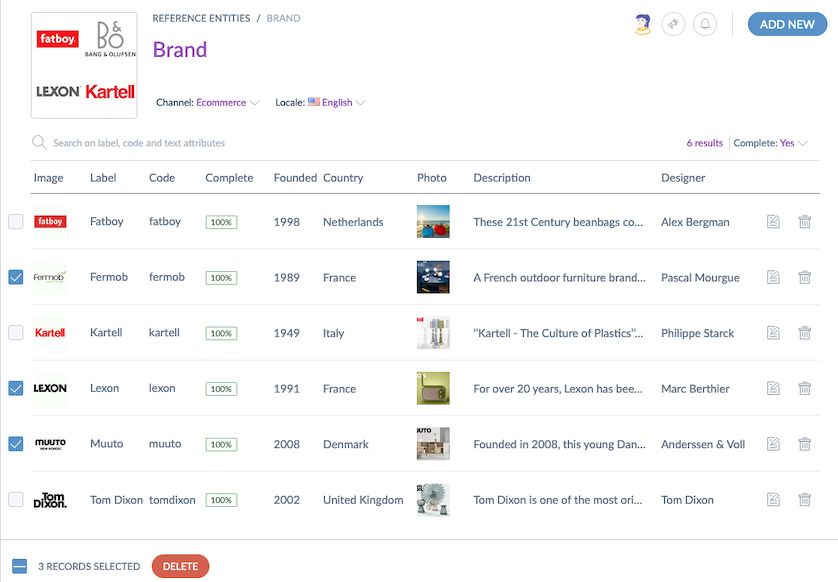 fatboy
B&O
BANG & OLUFSEN
LEXON
Kartell
REFERENCE ENTITIES / BRAND
Brand
Channel: Ecommerce
Locale: English
ADD NEW
Search on label, code and text attributes
6 results
Complete: Yes
Image Label Code Complete Founded Country Photo Description Designer
fatboy Fatboy fatboy 100% 1998 Netherlands These 21st Century beanbags co... Alex Bergman
Fermob Fermob fermob 100% 1989 France A French outdoor furniture brand... Pascal Mourgue
Kartell Kartell kartell 100% 1949 Italy "Kartell - The Culture of Plastics"... Philippe Starck
LEXON Lexon lexon 100% 1991 France For over 20 years, Lexon has bee... Marc Berthier
muuto
NEW NORDIC
Muuto muuto 100% 2008 Denmark UTO Founded in 2008, this young Dan... Anderssen & Voll
Tom
Dixon.
Tom Dixon tomdixon 100% 2002 United Kingdom Tom Dixon is one of the most ori... Tom Dixon
3 RECORDS SELECTED
DELETE